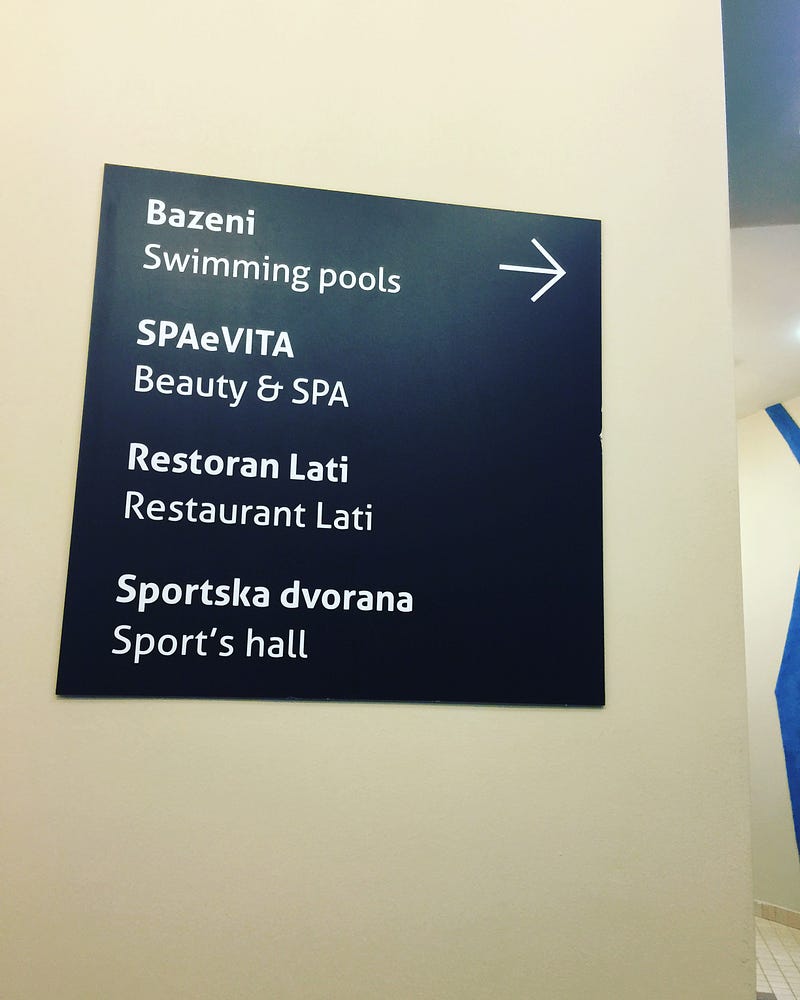 Bazeni
Swimming pools
SPAeVITA
Beauty & SPA
Restoran Lati
Restaurant Lati
Sportska dvorana
Sport's hall